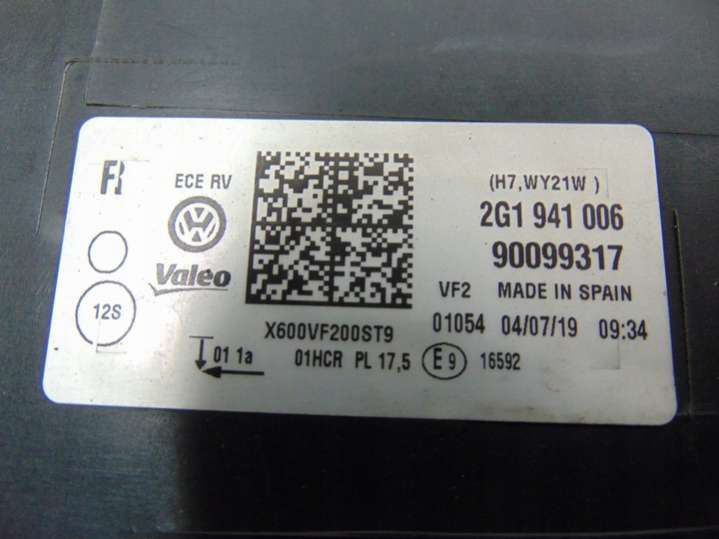 R ECE RV (H7,WY21W )
2G1 941 006
Valeo 90099317
VF2 MADE IN SPAIN
12S
X600VF200ST9 01054 04/07/19 09:34
01 1a 01HCR PL 17,5 E9 16592